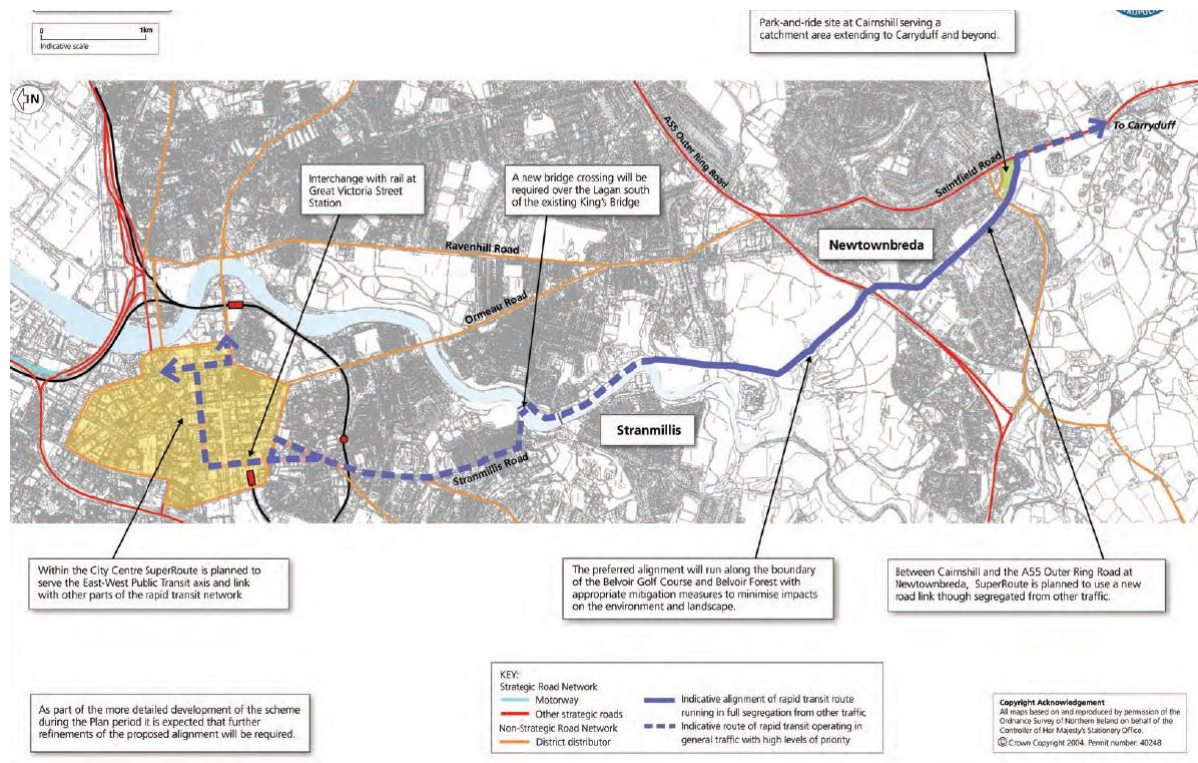 0 1km
Indicative scale
Park-and-ride site at Cairnshill serving a
catchment area extending to Carryduff and beyond.
N
To Carryduff
A55 Outer Ring Road
Saintfield Road
Interchange with rail at
Great Victoria Street
Station
A new bridge crossing will be
required over the Lagan south
of the existing King's Bridge
Newtownbreda
Ravenhill Road
Ormeau Road
Stranmillis
Stranmillis Road
Within the City Centre SuperRoute is planned to
serve the East-West Public Transit axis and link
with other parts of the rapid transit network
The preferred alignment will run along the boundary
of the Belvoir Golf Course and Belvoir Forest with
appropriate mitigation measures to minimise impacts
on the environment and landscape.
Between Cairnshill and the A55 Outer Ring Road at
Newtownbreda, SuperRoute is planned to use a new
road link though segregated from other traffic.
As part of the more detailed development of the scheme
during the Plan period it is expected that further
refinements of the proposed alignment will be required.
KEY:
Strategic Road Network
Motorway
Other strategic roads
Non-Strategic Road Network
District distributor
Indicative alignment of rapid transit route
running in full segregation from other traffic
Indicative route of rapid transit operating in
general traffic with high levels of priority
Copyright Acknowledgement
All maps based on and reproduced by permission of the
Ordnance Survey of Northern Ireland on behalf of the
Controller of Her Majesty's Stationery Office.
© Crown Copyright 2004. Permit number: 40248